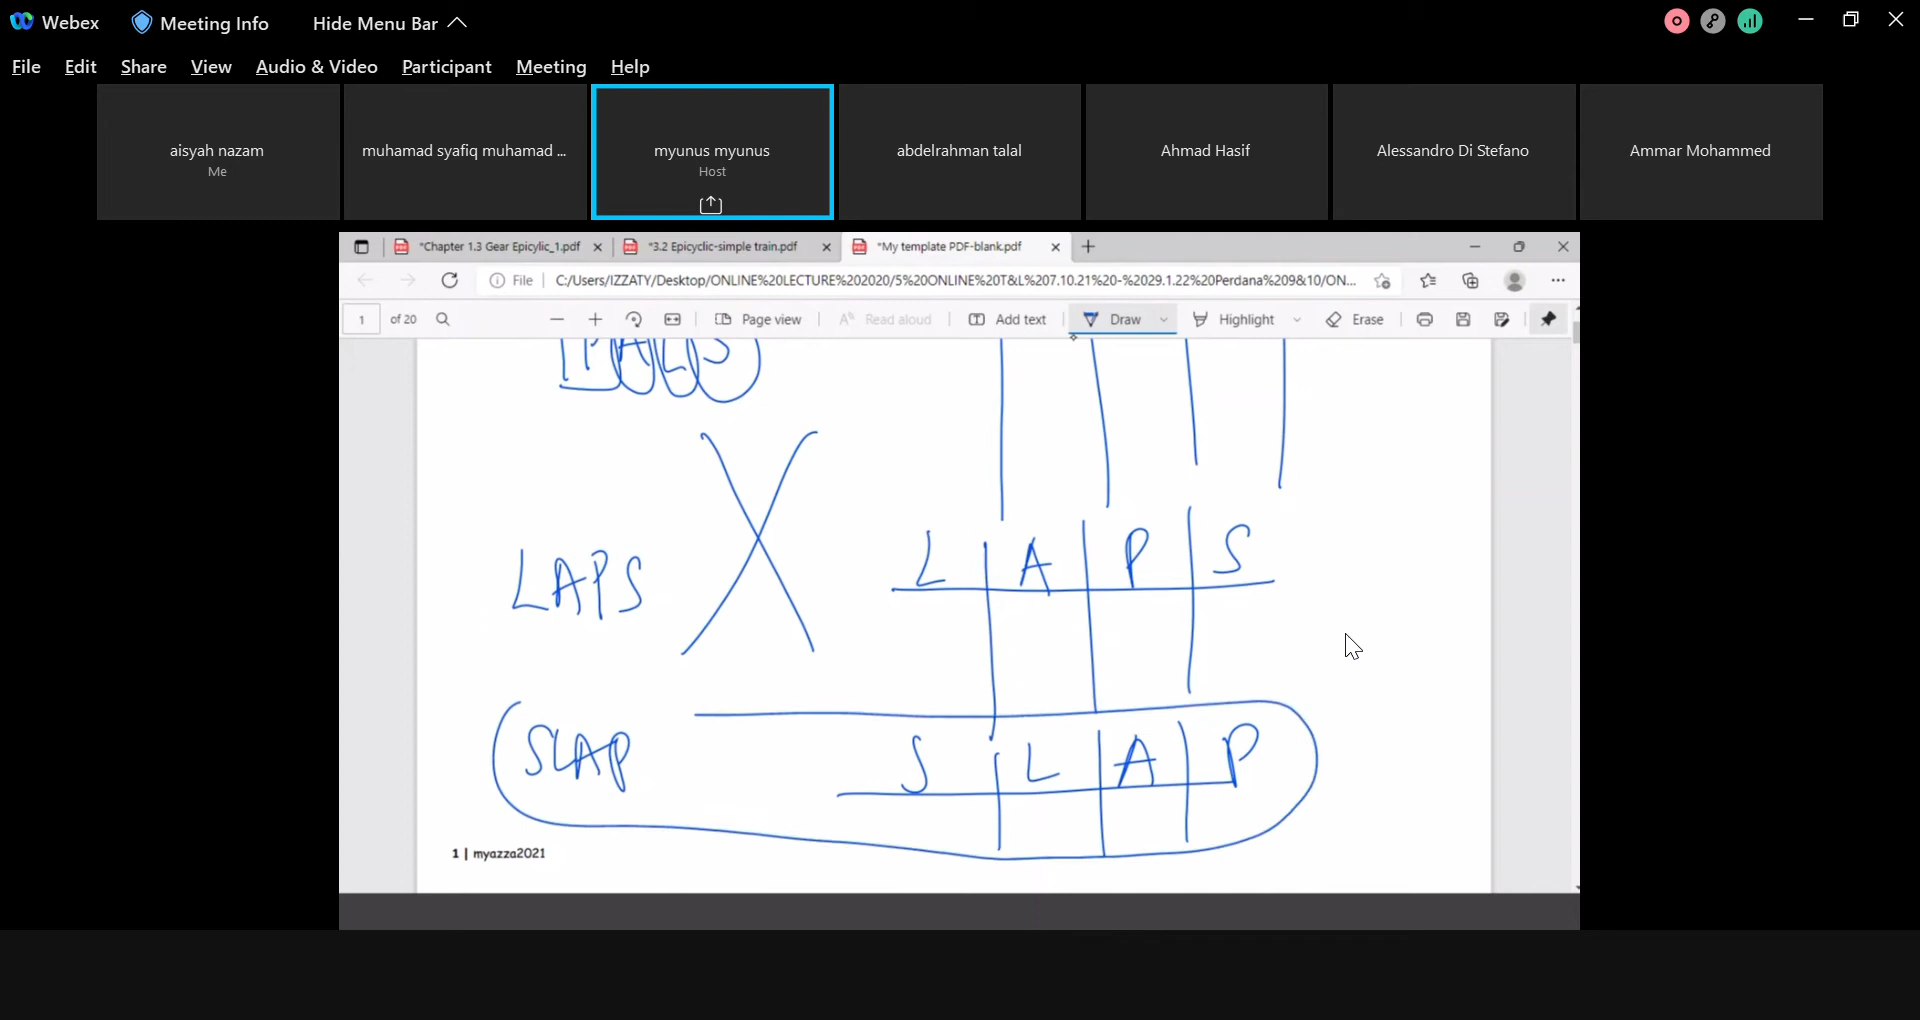 Webex Meeting Info Hide Menu Bar
File Edit Share View Audio & Video Participant Meeting Help
aisyah nazam
Me
muhamad syafiq muhamad ...
myunus myunus
Host
abdelrahman talal
Ahmad Hasif
Alessandro Di Stefano
Ammar Mohammed
*Chapter 1.3 Gear Epicylic_1.pdf *3.2 Epicyclic-simple train.pdf *My template PDF-blank.pdf
File C:/Users/IZZATY/Desktop/ONLINE%20LECTURE%202020/5%20ONLINE%20T&L%207.10.21%20-%2029.1.22%20Perdana%209&10/ON...
1 of 20 Page view Read aloud Add text Draw Highlight Erase
LAPS L A P S
SLAP S L A P
1 | myazza2021